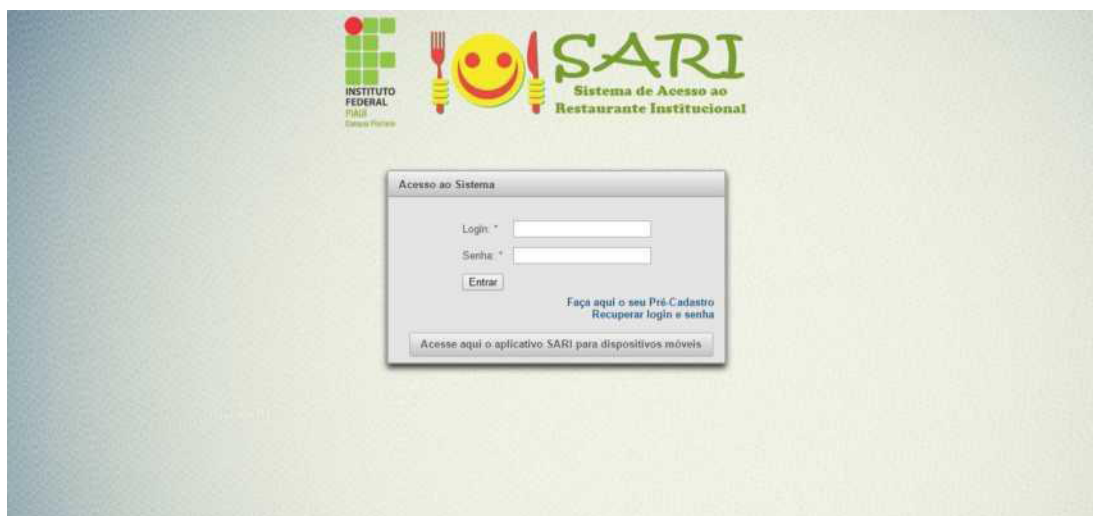 INSTITUTO
FEDERAL
PIAUÍ
SARI
Sistema de Acesso ao
Restaurante Institucional
Acesso ao Sistema
Login: *
Senha: *
Entrar
Faça aqui o seu Pré-Cadastro
Recuperar login e senha
Acesse aqui o aplicativo SARI para dispositivos móveis